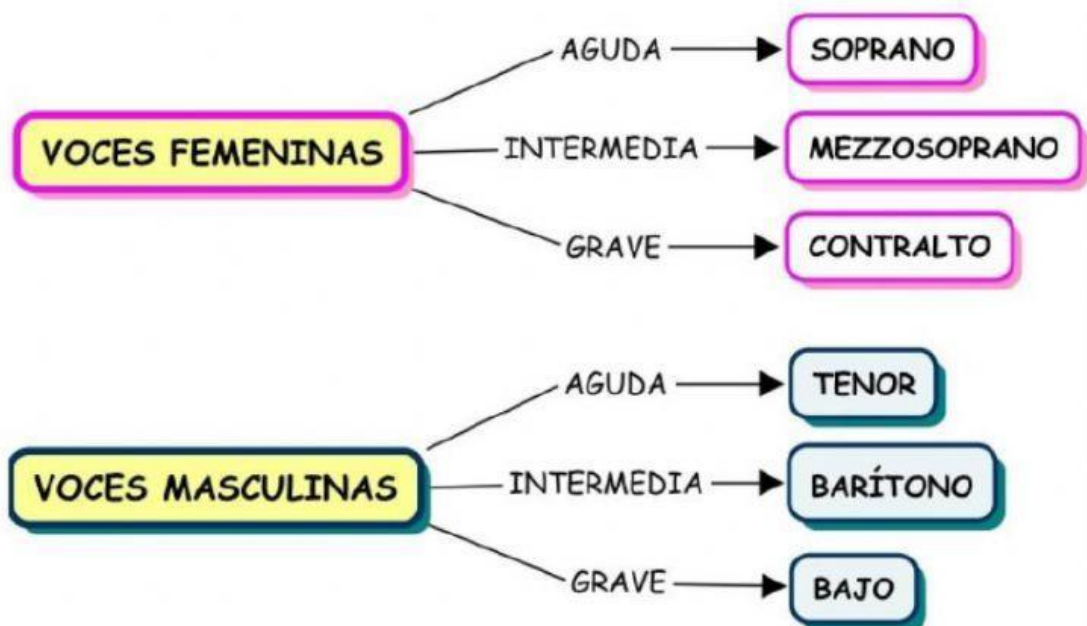 AGUDA
SOPRANO
VOCES FEMENINAS
INTERMEDIA
MEZZOSOPRANO
GRAVE
CONTRALTO
AGUDA
TENOR
VOCES MASCULINAS
INTERMEDIA
BARÍTONO
GRAVE
BAJO